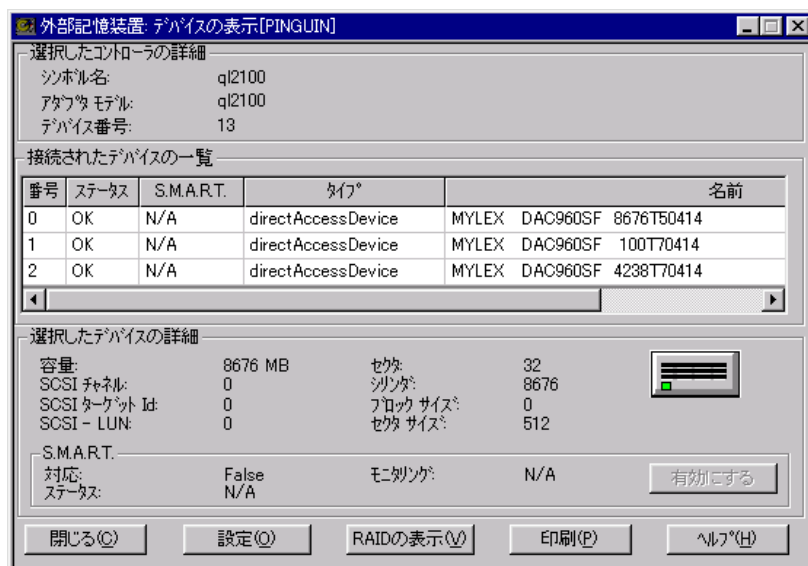 外部記憶装置: ﾃﾞﾊﾞｲｽの表示[PINGUIN]
選択したｺﾝﾄﾛｰﾗの詳細
ｼﾝﾎﾞﾙ名: ql2100
ｱﾀﾞﾌﾟﾀ ﾓﾃﾞﾙ: ql2100
ﾃﾞﾊﾞｲｽ番号: 13
接続されたﾃﾞﾊﾞｲｽの一覧
番号 ｽﾃｰﾀｽ S.M.A.R.T. ﾀｲﾌﾟ 名前
0 OK N/A directAccessDevice MYLEX DAC960SF 8676T50414
1 OK N/A directAccessDevice MYLEX DAC960SF 100T70414
2 OK N/A directAccessDevice MYLEX DAC960SF 4238T70414
選択したﾃﾞﾊﾞｲｽの詳細
容量: 8676 MB ｾｸﾀ: 32
SCSI ﾁｬﾈﾙ: 0 ｼﾘﾝﾀﾞ: 8676
SCSI ﾀｰｹﾞｯﾄ Id: 0 ﾌﾞﾛｯｸ ｻｲｽﾞ: 0
SCSI - LUN: 0 ｾｸﾀ ｻｲｽﾞ: 512
S.M.A.R.T.
対応: False ﾓﾆﾀﾘﾝｸﾞ: N/A 有効にする
ｽﾃｰﾀｽ: N/A
閉じる(C) 設定(O) RAIDの表示(V) 印刷(P) ﾍﾙﾌﾟ(H)